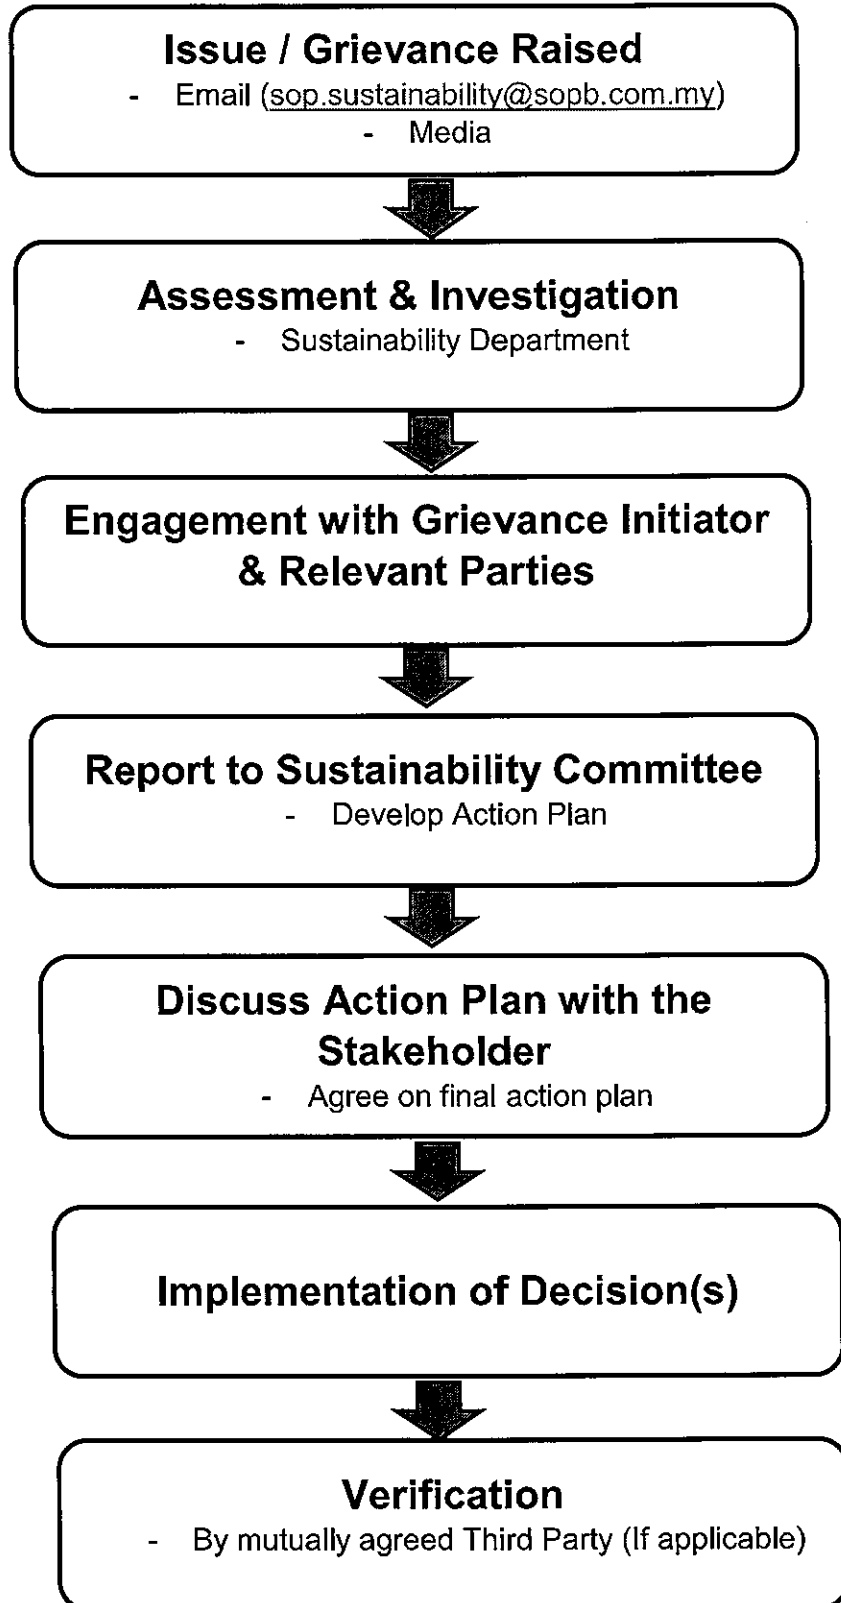 Issue / Grievance Raised
- Email (sop.sustainability@sopb.com.my)
- Media
Assessment & Investigation
- Sustainability Department
Engagement with Grievance Initiator
& Relevant Parties
Report to Sustainability Committee
- Develop Action Plan
Discuss Action Plan with the
Stakeholder
- Agree on final action plan
Implementation of Decision(s)
Verification
- By mutually agreed Third Party (If applicable)